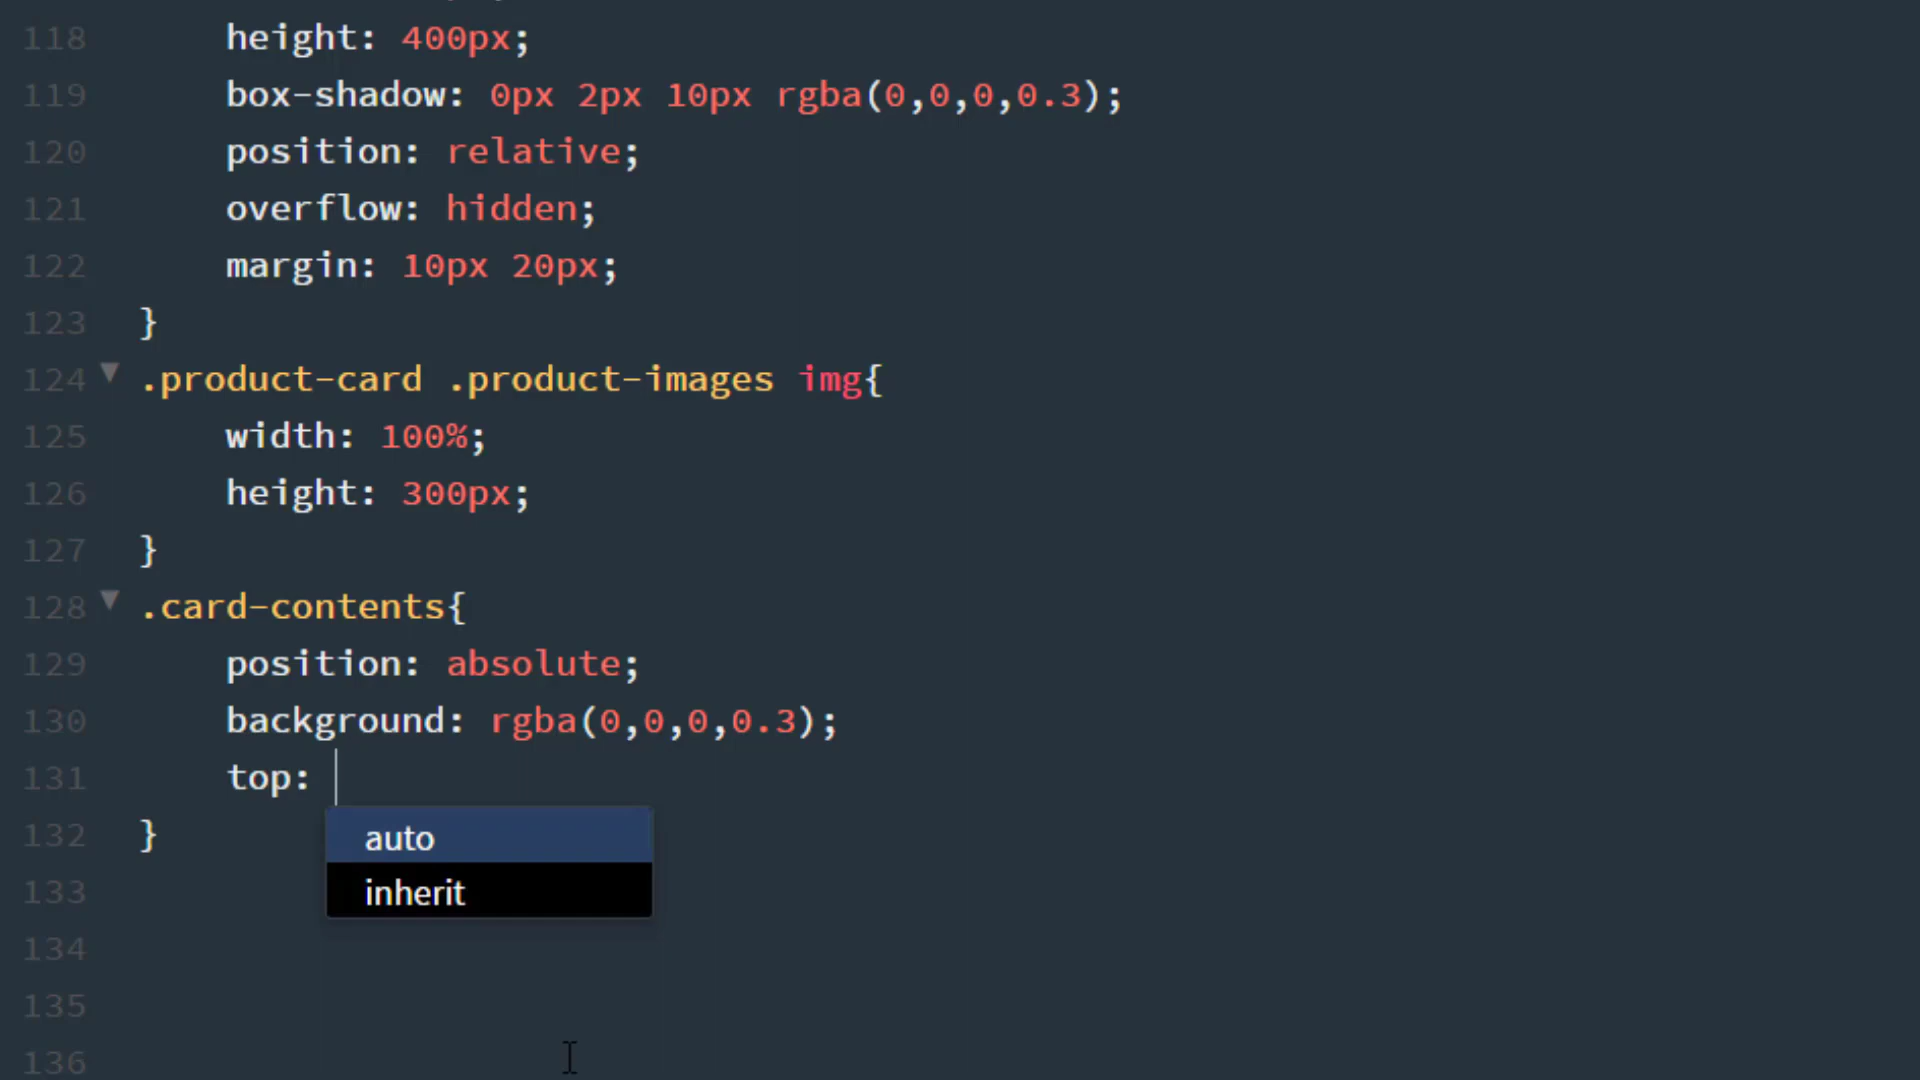 118 height: 400px;
119 box-shadow: 0px 2px 10px rgba(0,0,0,0.3);
120 position: relative;
121 overflow: hidden;
122 margin: 10px 20px;
123 }
124 .product-card .product-images img{
125 width: 100%;
126 height: 300px;
127 }
128 .card-contents{
129 position: absolute;
130 background: rgba(0,0,0,0.3);
131 top:
auto
132 }
inherit
133
134
135
136